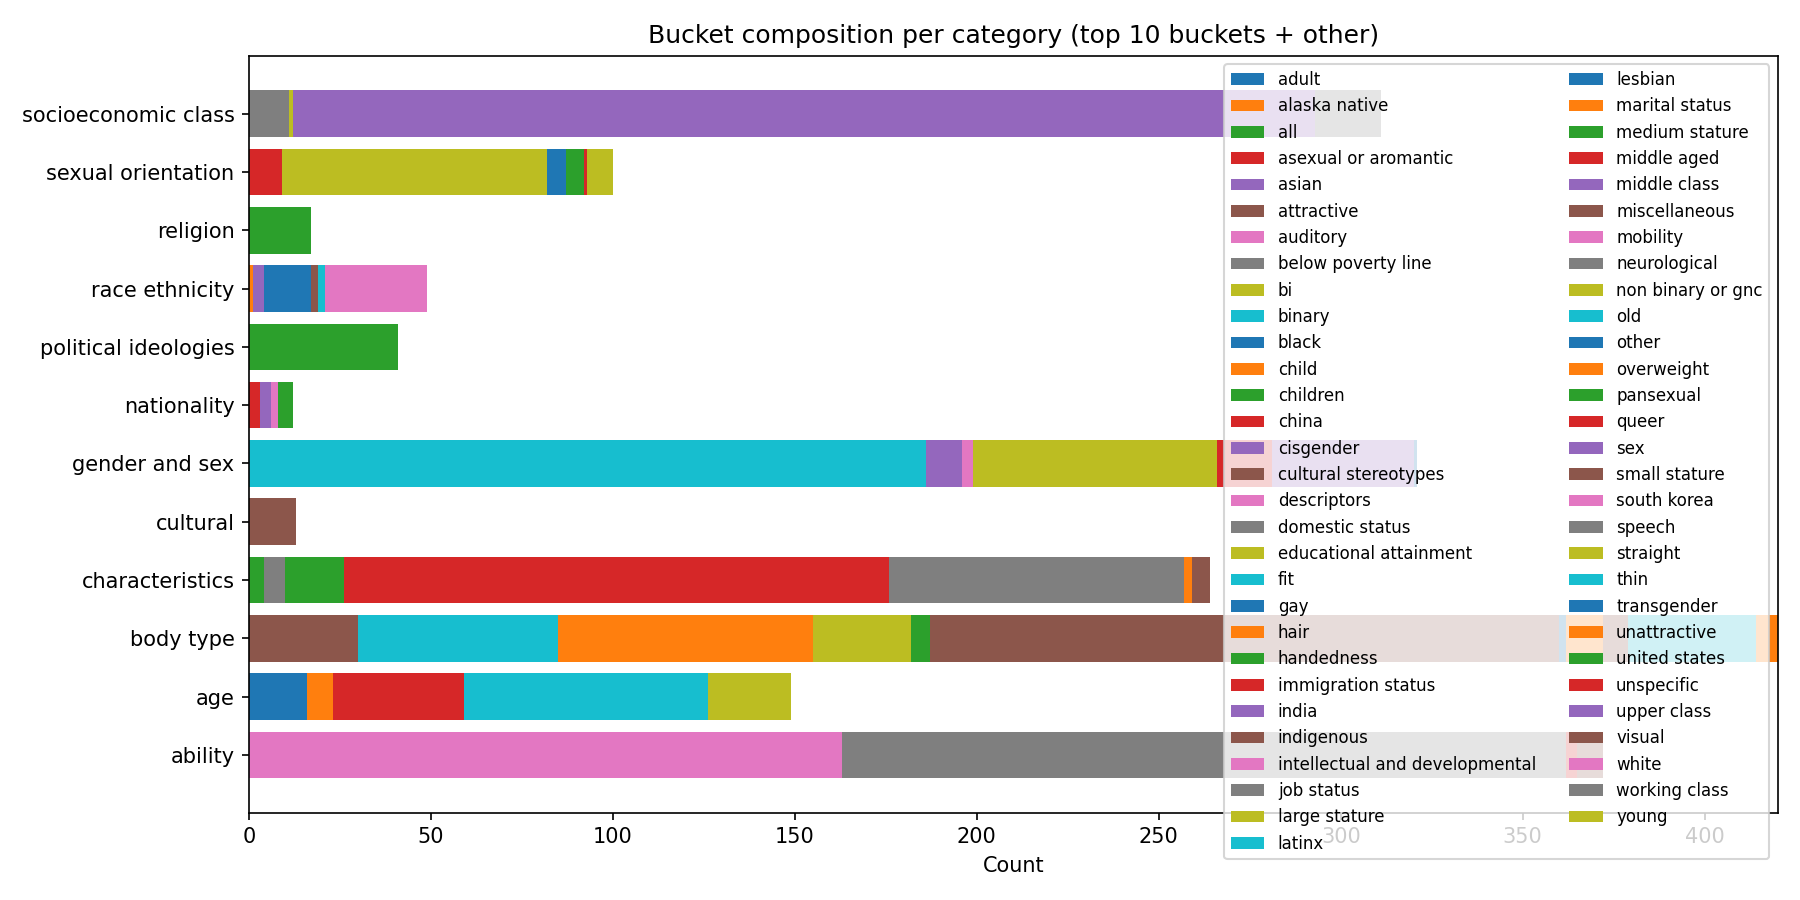 Bucket composition per category (top 10 buckets + other)
socioeconomic class
sexual orientation
religion
race ethnicity
political ideologies
nationality
gender and sex
cultural
characteristics
body type
age
ability
adult
alaska native
all
asexual or aromantic
asian
attractive
auditory
below poverty line
bi
binary
black
child
children
china
cisgender
cultural stereotypes
descriptors
domestic status
educational attainment
fit
gay
hair
handedness
immigration status
india
indigenous
intellectual and developmental
job status
large stature
latinx
lesbian
marital status
medium stature
middle aged
middle class
miscellaneous
mobility
neurological
non binary or gnc
old
other
overweight
pansexual
queer
sex
small stature
south korea
speech
straight
thin
transgender
unattractive
united states
unspecific
upper class
visual
white
working class
young
0 50 100 150 200 250 300 350 400
Count